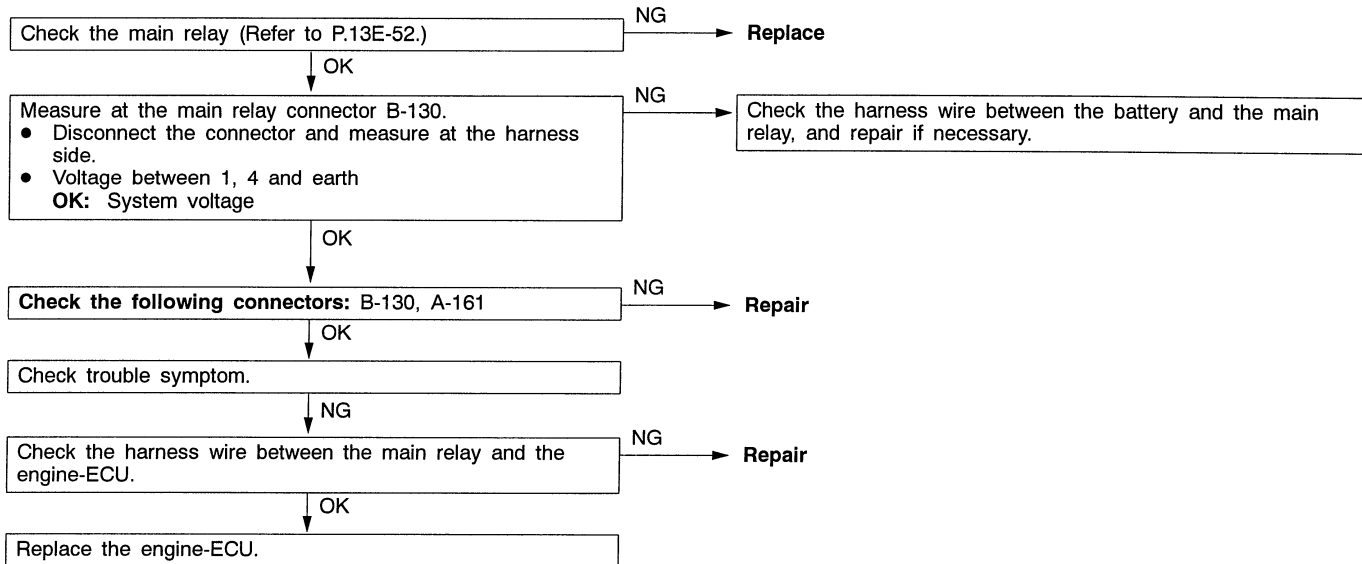 NG
Check the main relay (Refer to P.13E-52.)
Replace
OK
Measure at the main relay connector B-130.
● Disconnect the connector and measure at the harness
side.
● Voltage between 1, 4 and earth
OK: System voltage
NG
Check the harness wire between the battery and the main
relay, and repair if necessary.
OK
Check the following connectors: B-130, A-161
NG
Repair
OK
Check trouble symptom.
NG
Check the harness wire between the main relay and the
engine-ECU.
NG
Repair
OK
Replace the engine-ECU.